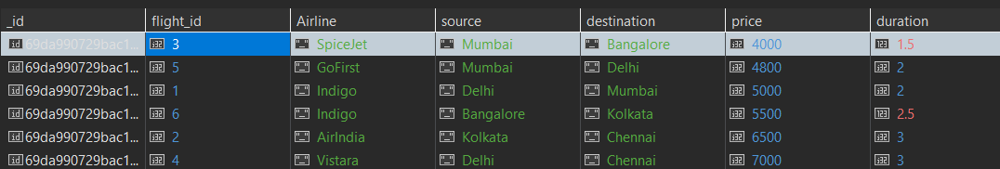 _id flight_id Airline source destination price duration
69da990729bac1... 3 SpiceJet Mumbai Bangalore 4000 1.5
69da990729bac1... 5 GoFirst Mumbai Delhi 4800 2
69da990729bac1... 1 Indigo Delhi Mumbai 5000 2
69da990729bac1... 6 Indigo Bangalore Kolkata 5500 2.5
69da990729bac1... 2 AirIndia Kolkata Chennai 6500 3
69da990729bac1... 4 Vistara Delhi Chennai 7000 3